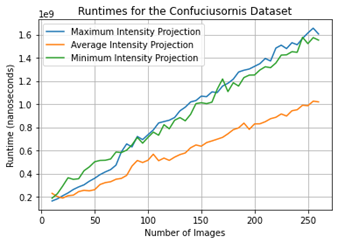 Runtimes for the Confuciusornis Dataset
1e9
Maximum Intensity Projection
Average Intensity Projection
Minimum Intensity Projection
1.6
1.4
1.2
1.0
0.8
0.6
0.4
0.2
Runtime (nanoseconds)
0 50 100 150 200 250
Number of Images